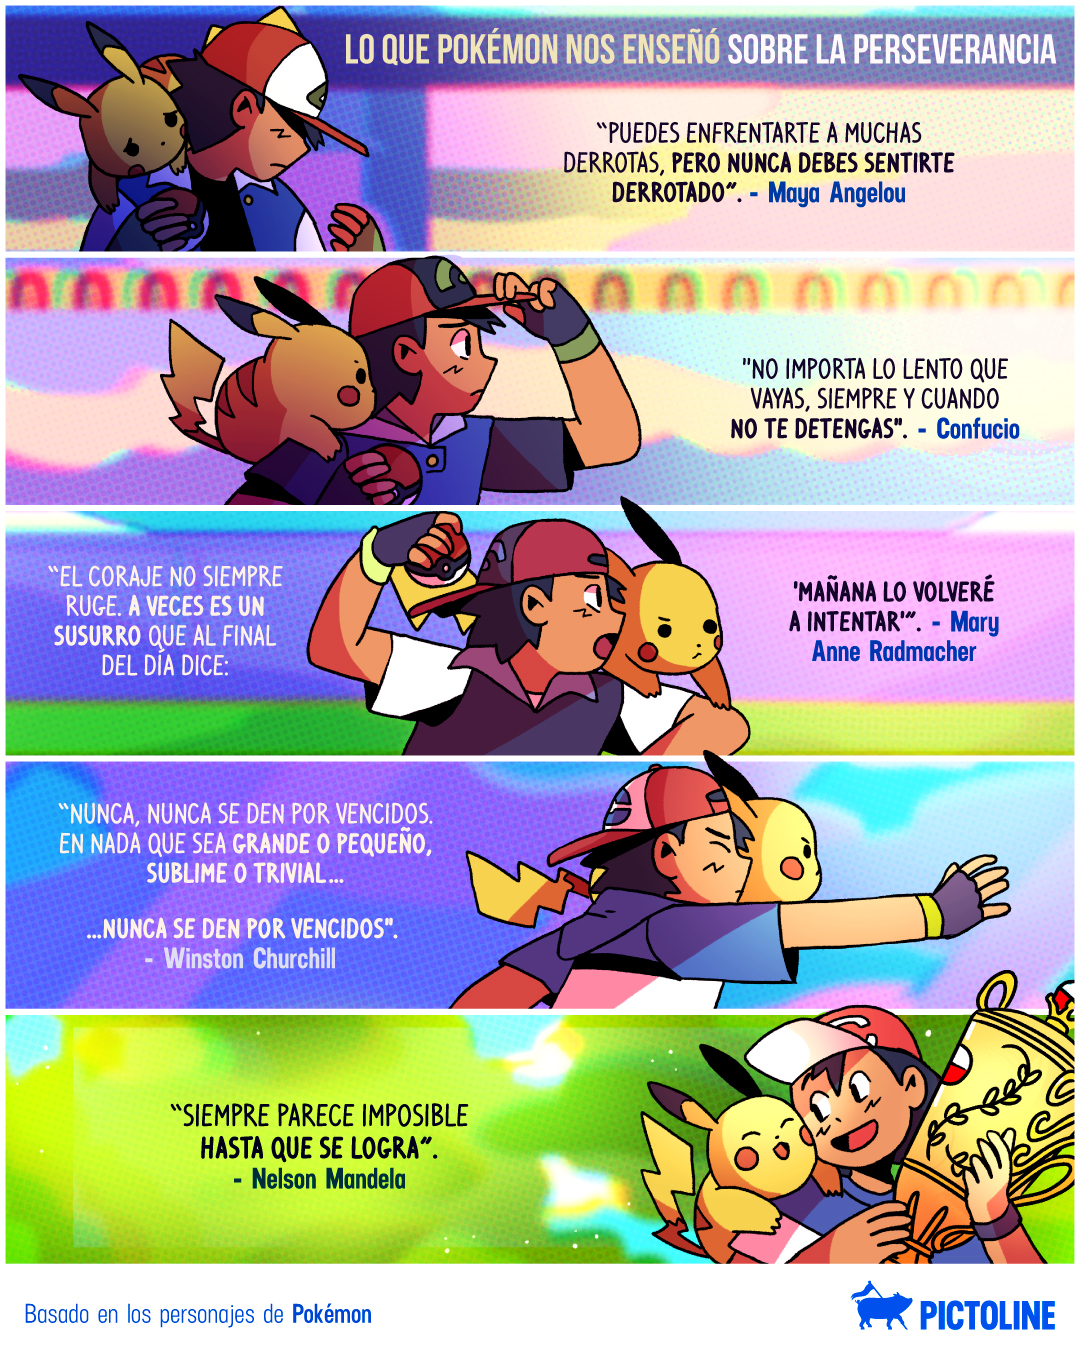 LO QUE POKÉMON NOS ENSEÑÓ SOBRE LA PERSEVERANCIA
“PUEDES ENFRENTARTE A MUCHAS
DERROTAS, PERO NUNCA DEBES SENTIRTE
DERROTADO”. - Maya Angelou
"NO IMPORTA LO LENTO QUE
VAYAS, SIEMPRE Y CUANDO
NO TE DETENGAS". - Confucio
“EL CORAJE NO SIEMPRE
RUGE. A VECES ES UN
SUSURRO QUE AL FINAL
DEL DÍA DICE:
'MAÑANA LO VOLVERÉ
A INTENTAR'”. - Mary
Anne Radmacher
“NUNCA, NUNCA SE DEN POR VENCIDOS.
EN NADA QUE SEA GRANDE O PEQUEÑO,
SUBLIME O TRIVIAL...
...NUNCA SE DEN POR VENCIDOS".
- Winston Churchill
“SIEMPRE PARECE IMPOSIBLE
HASTA QUE SE LOGRA”.
- Nelson Mandela
Basado en los personajes de Pokémon
PICTOLINE